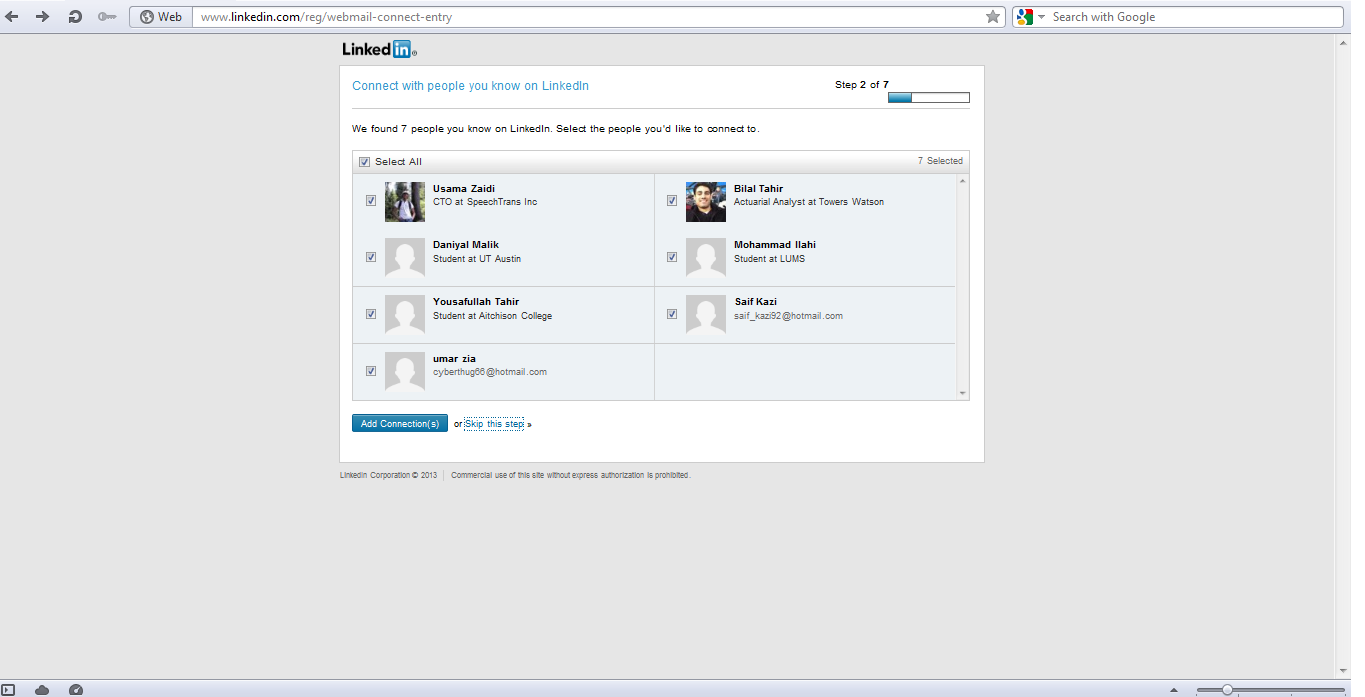 Web
www.linkedin.com/reg/webmail-connect-entry
Search with Google
Linked in ®
Connect with people you know on LinkedIn
Step 2 of 7
We found 7 people you know on LinkedIn. Select the people you'd like to connect to.
Select All
7 Selected
Usama Zaidi
CTO at SpeechTrans Inc
Bilal Tahir
Actuarial Analyst at Towers Watson
Daniyal Malik
Student at UT Austin
Mohammad Ilahi
Student at LUMS
Yousafullah Tahir
Student at Aitchison College
Saif Kazi
saif_kazi92@hotmail.com
umar zia
cyberthug66@hotmail.com
Add Connection(s) or Skip this step »
LinkedIn Corporation © 2013 | Commercial use of this site without express authorization is prohibited.